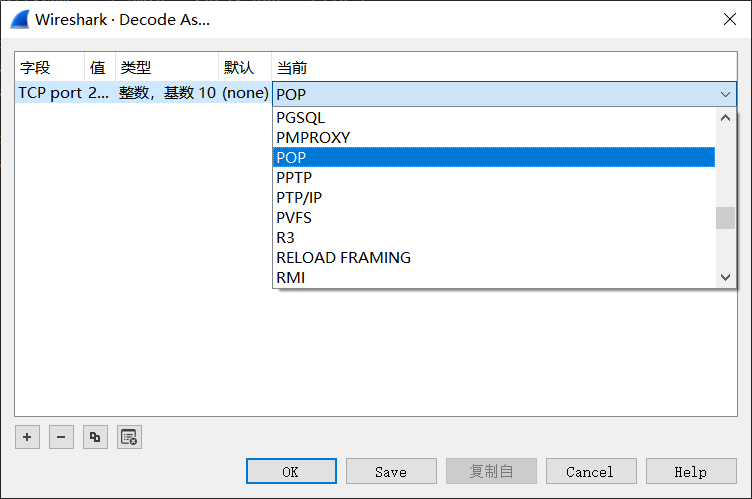 Wireshark · Decode As...
字段 值 类型 默认 当前
TCP port 2... 整数，基数 10 (none) POP
PGSQL
PMPROXY
POP
PPTP
PTP/IP
PVFS
R3
RELOAD FRAMING
RMI
OK Save 复制自 Cancel Help